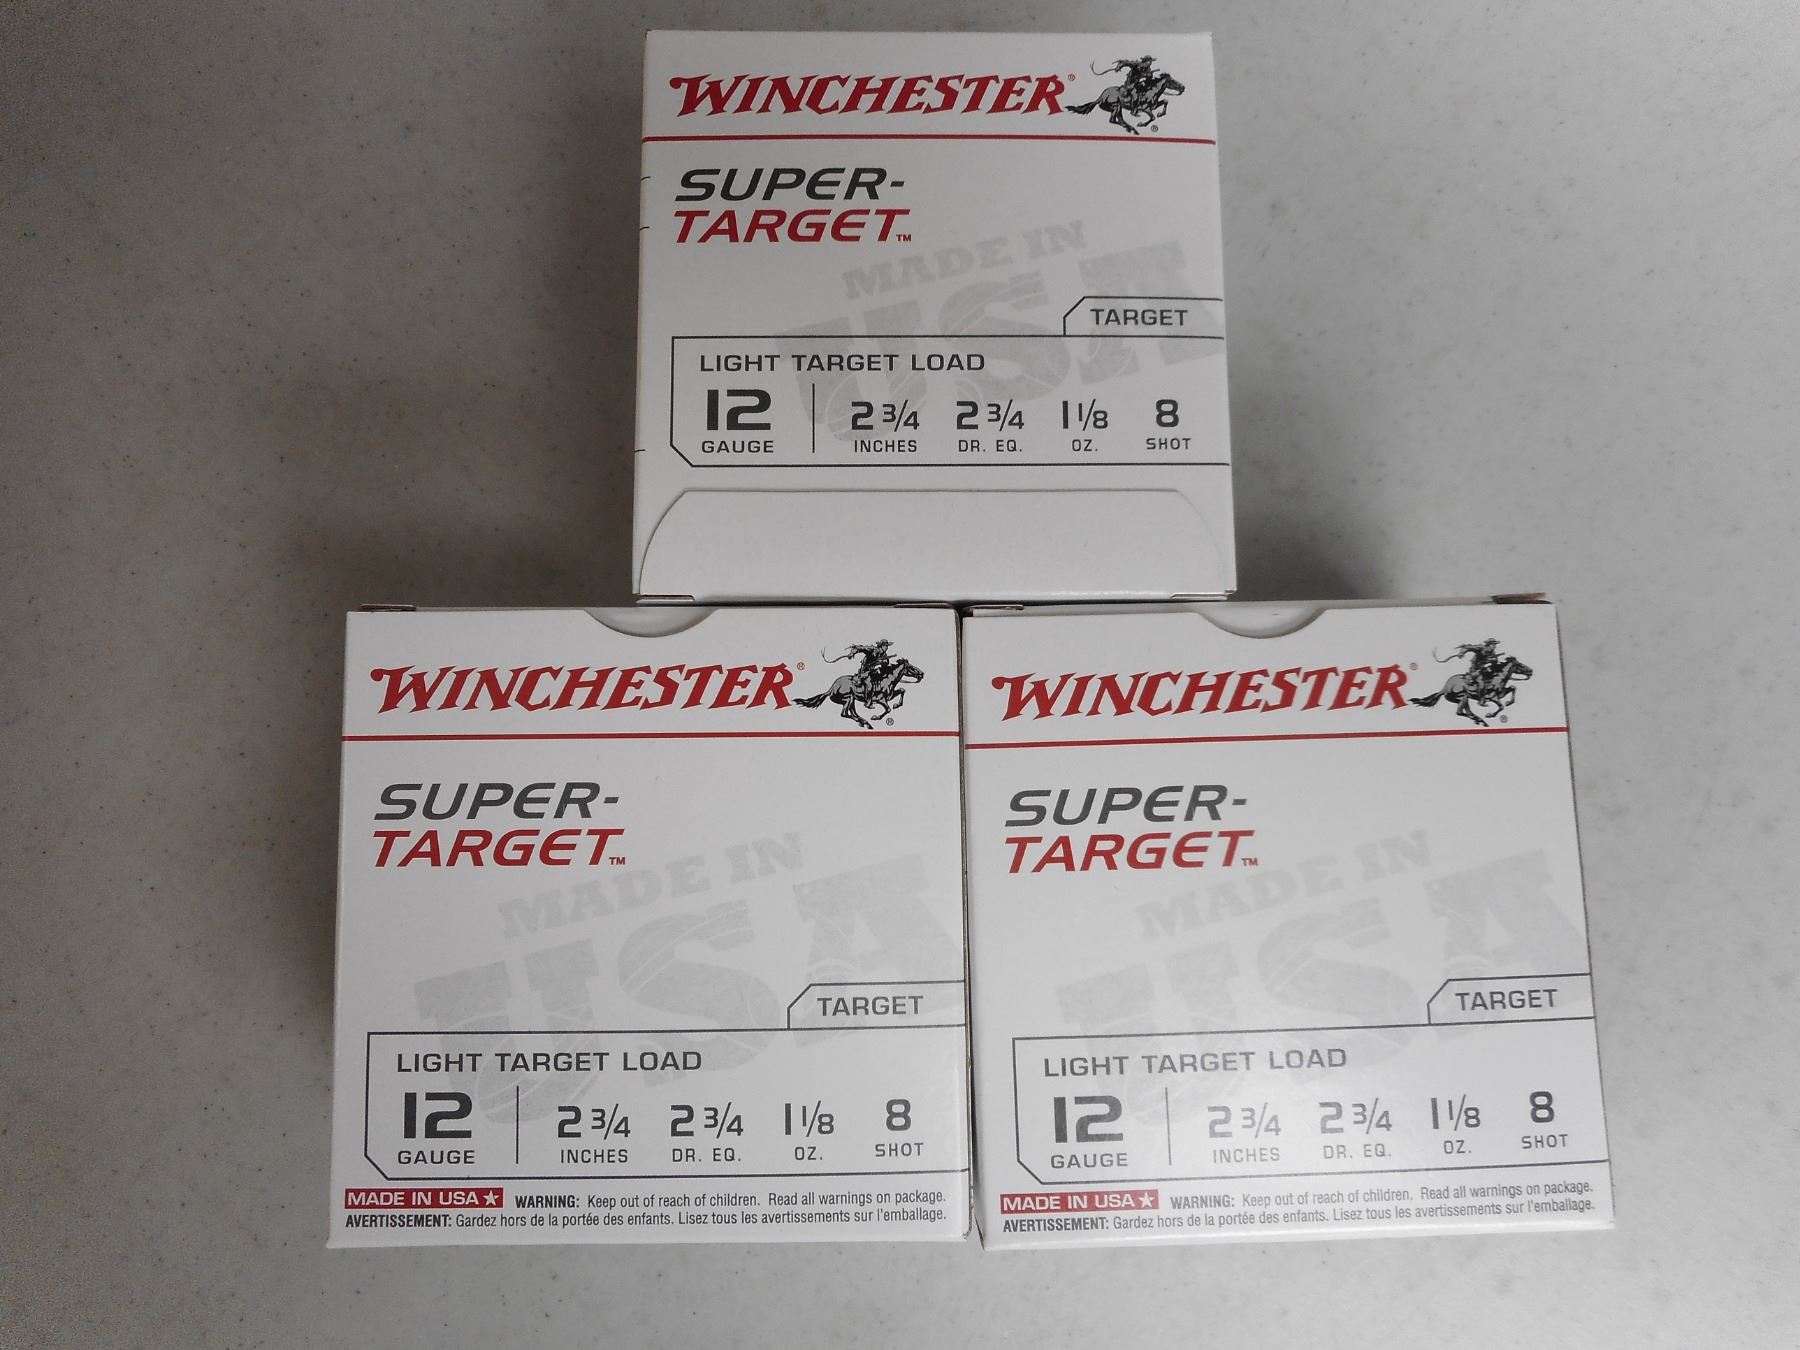 WINCHESTER®
®
SUPER-
TARGET™
MADE IN
USA
TARGET
LIGHT TARGET LOAD
12 2 3/4 2 3/4 1 1/8 8
GAUGE INCHES DR. EQ. OZ. SHOT
WINCHESTER®
®
SUPER-
TARGET™
MADE IN
USA
TARGET
LIGHT TARGET LOAD
12 2 3/4 2 3/4 1 1/8 8
GAUGE INCHES DR. EQ. OZ. SHOT
MADE IN USA ★ WARNING: Keep out of reach of children. Read all warnings on package.
AVERTISSEMENT: Gardez hors de la portée des enfants. Lisez tous les avertissements sur l'emballage.
WINCHESTER®
®
SUPER-
TARGET™
MADE IN
USA
TARGET
LIGHT TARGET LOAD
12 2 3/4 2 3/4 1 1/8 8
GAUGE INCHES DR. EQ. OZ. SHOT
MADE IN USA ★ WARNING: Keep out of reach of children. Read all warnings on package.
AVERTISSEMENT: Gardez hors de la portée des enfants. Lisez tous les avertissements sur l'emballage.